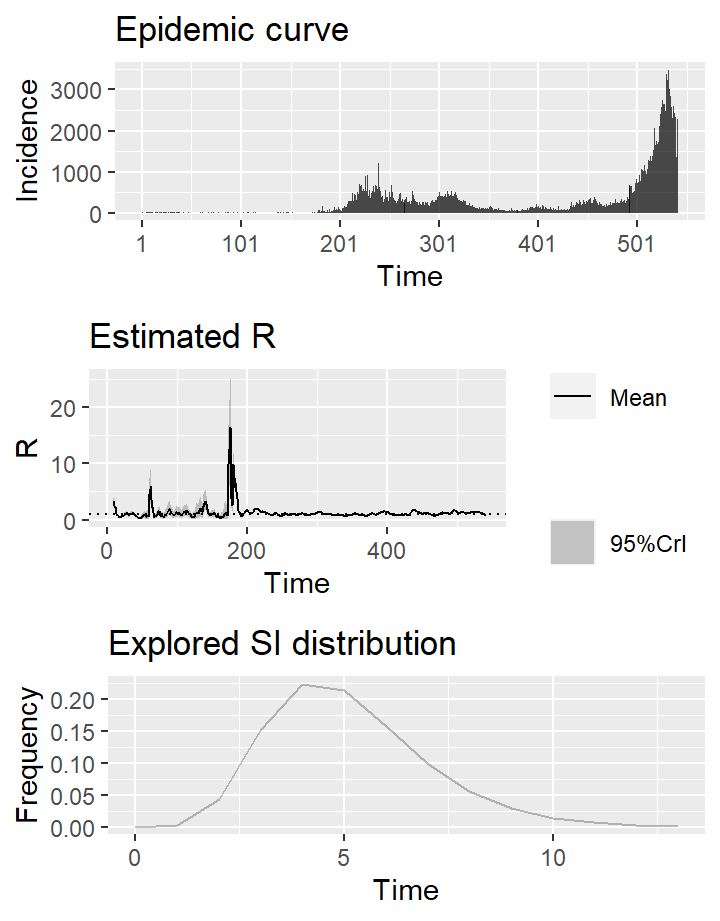 Epidemic curve
Incidence
3000
2000
1000
0
1 101 201 301 401 501
Time
Estimated R
R
20
10
0
0 200 400
Time
Mean
95%CrI
Explored SI distribution
Frequency
0.20
0.15
0.10
0.05
0.00
0 5 10
Time